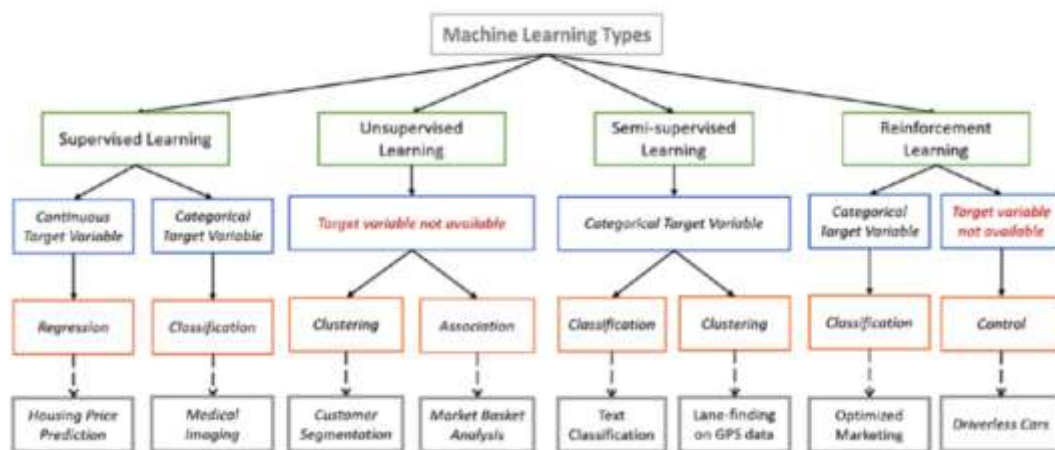 Machine Learning Types
Supervised Learning
Unsupervised
Learning
Semi-supervised
Learning
Reinforcement
Learning
Continuous
Target Variable
Categorical
Target Variable
Target variable not available
Categorical Target Variable
Categorical
Target Variable
Target variable
not available
Regression
Classification
Clustering
Association
Classification
Clustering
Classification
Control
Housing Price
Prediction
Medical
Imaging
Customer
Segmentation
Market Basket
Analysis
Text
Classification
Lane-finding
on GPS data
Optimized
Marketing
Driverless Cars